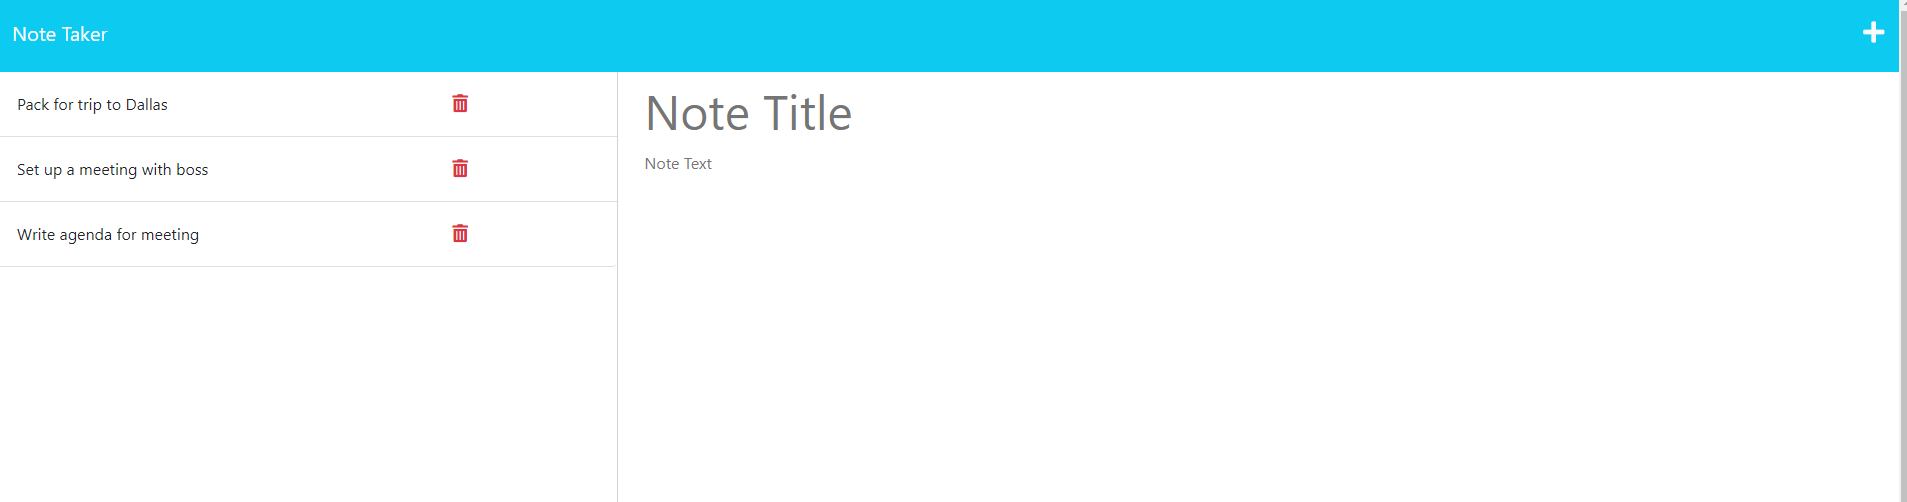 Note Taker
Pack for trip to Dallas
Set up a meeting with boss
Write agenda for meeting
Note Title
Note Text